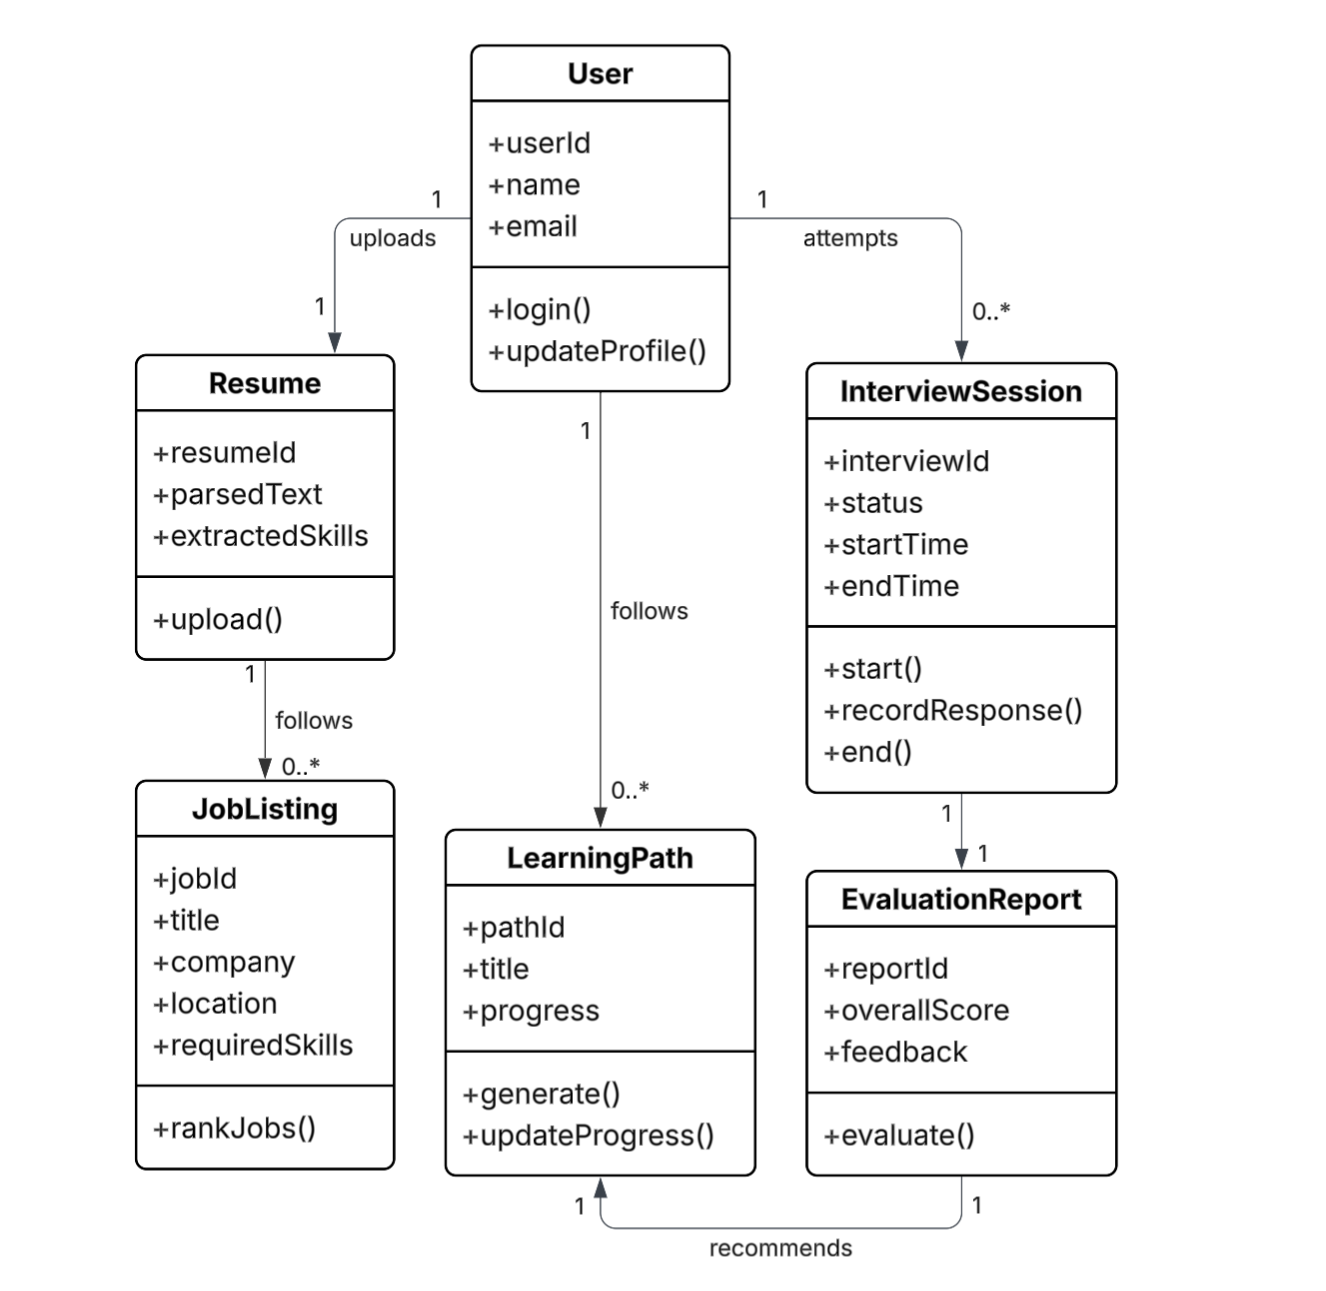 User
+userId
+name
+email
+login()
+updateProfile()
1
uploads
1
1
attempts
0..*
Resume
+resumeId
+parsedText
+extractedSkills
+upload()
1
follows
0..*
JobListing
+jobId
+title
+company
+location
+requiredSkills
+rankJobs()
1
follows
0..*
LearningPath
+pathId
+title
+progress
+generate()
+updateProgress()
InterviewSession
+interviewId
+status
+startTime
+endTime
+start()
+recordResponse()
+end()
1
1
EvaluationReport
+reportId
+overallScore
+feedback
+evaluate()
1
1
recommends